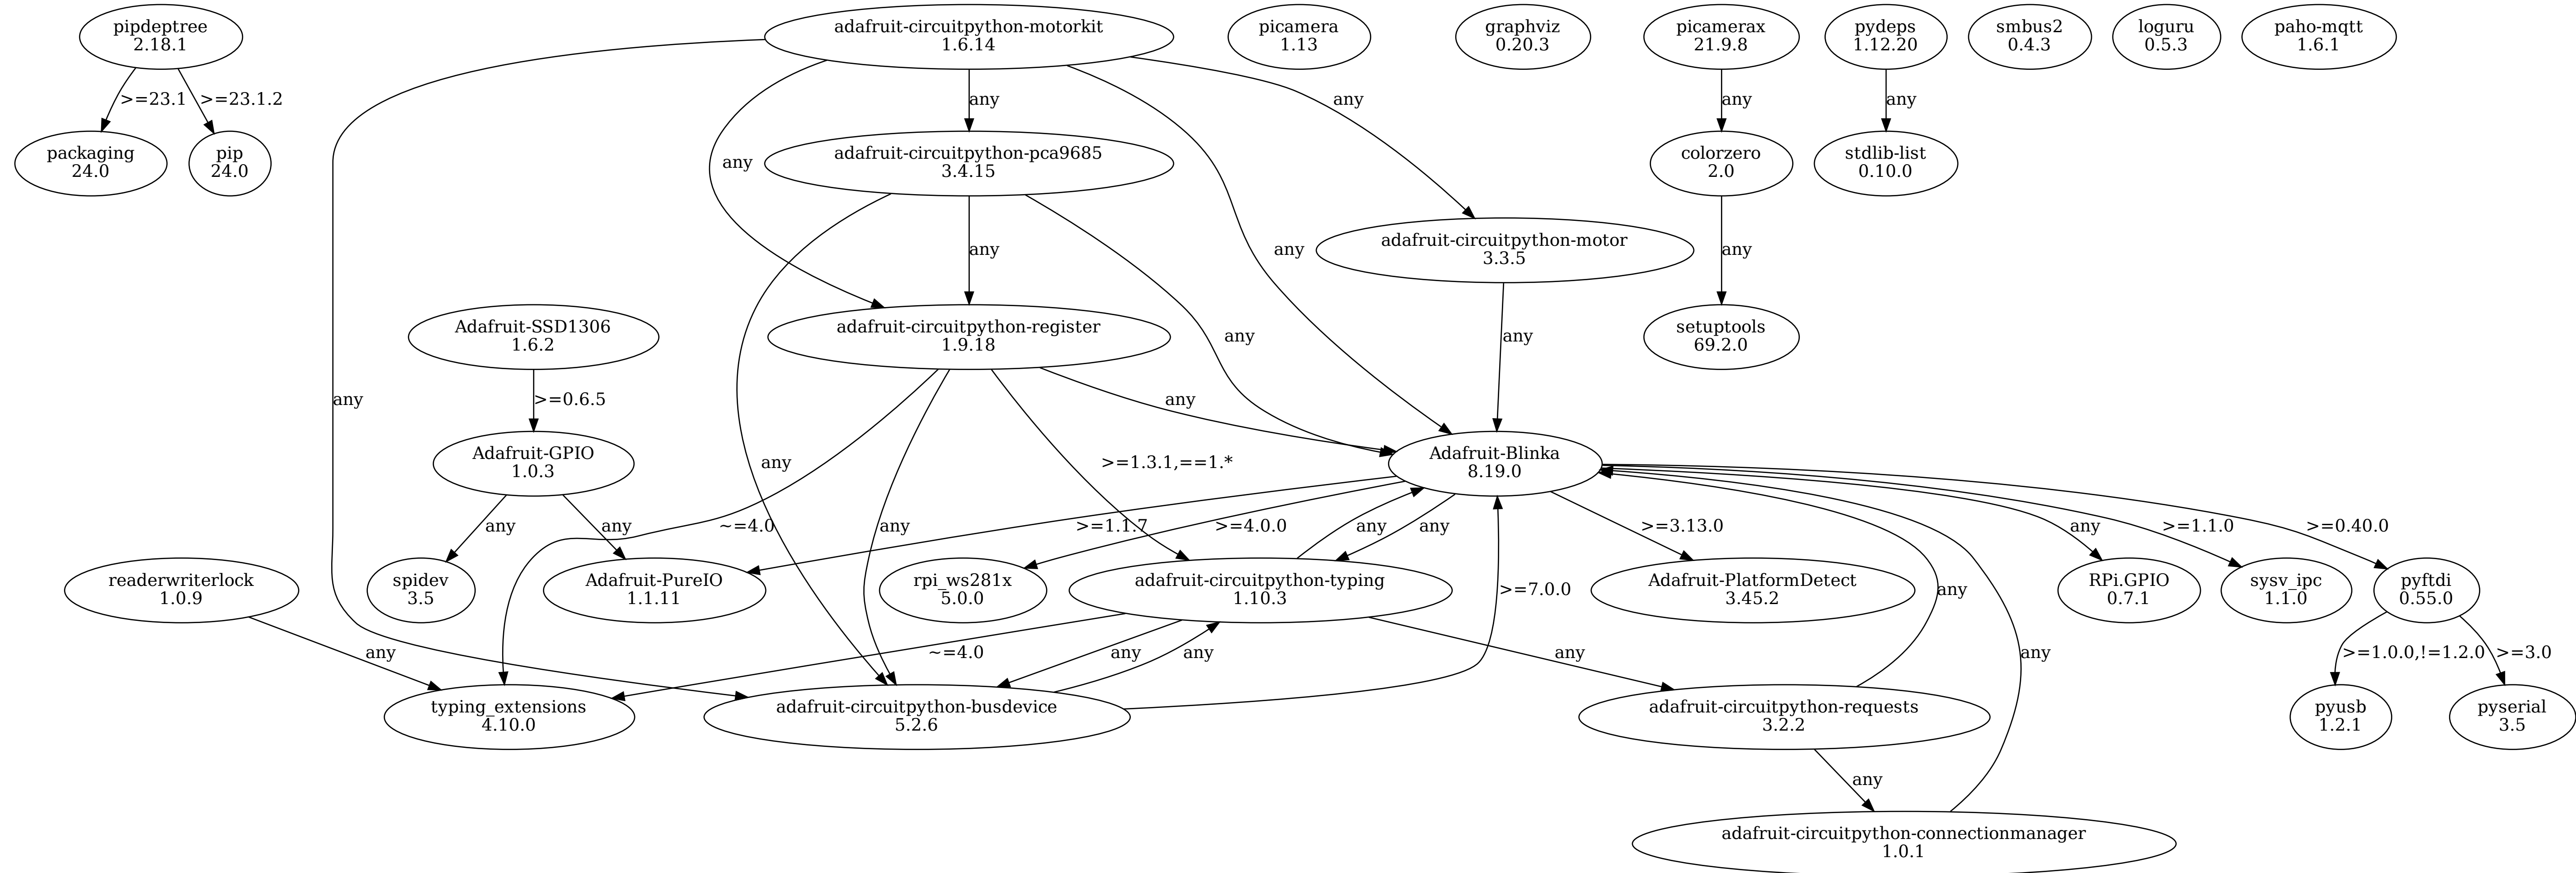 pipdeptree
2.18.1
adafruit-circuitpython-motorkit
1.6.14
picamera
1.13
graphviz
0.20.3
picamerax
21.9.8
pydeps
1.12.20
smbus2
0.4.3
loguru
0.5.3
paho-mqtt
1.6.1
>=23.1
>=23.1.2
any
any
any
any
packaging
24.0
pip
24.0
any
adafruit-circuitpython-pca9685
3.4.15
colorzero
2.0
stdlib-list
0.10.0
any
any
any
adafruit-circuitpython-motor
3.3.5
Adafruit-SSD1306
1.6.2
adafruit-circuitpython-register
1.9.18
any
any
setuptools
69.2.0
any
>=0.6.5
any
Adafruit-GPIO
1.0.3
any
>=1.3.1,==1.*
Adafruit-Blinka
8.19.0
any
any
~=4.0
any
>=1.1.7
>=4.0.0
any
any
>=3.13.0
any
>=1.1.0
>=0.40.0
readerwriterlock
1.0.9
spidev
3.5
Adafruit-PureIO
1.1.11
rpi_ws281x
5.0.0
adafruit-circuitpython-typing
1.10.3
>=7.0.0
Adafruit-PlatformDetect
3.45.2
any
RPi.GPIO
0.7.1
sysv_ipc
1.1.0
pyftdi
0.55.0
any
~=4.0
any
any
any
any
>=1.0.0,!=1.2.0
>=3.0
typing_extensions
4.10.0
adafruit-circuitpython-busdevice
5.2.6
adafruit-circuitpython-requests
3.2.2
pyusb
1.2.1
pyserial
3.5
any
adafruit-circuitpython-connectionmanager
1.0.1